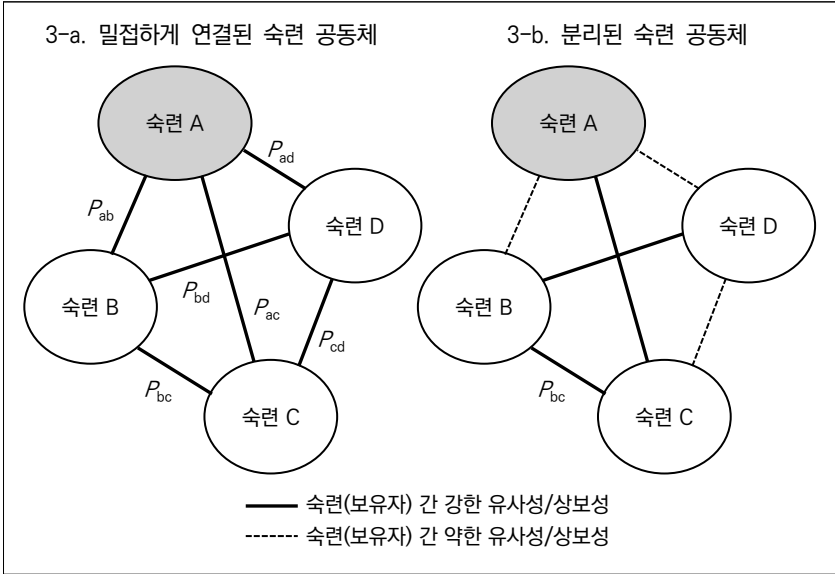 3-a. 밀접하게 연결된 숙련 공동체
숙련 A
P_ad
P_ab
숙련 D
숙련 B
P_bd
P_ac
P_cd
P_bc
숙련 C
3-b. 분리된 숙련 공동체
숙련 A
숙련 D
숙련 B
P_bc
숙련 C
숙련(보유자) 간 강한 유사성/상보성
숙련(보유자) 간 약한 유사성/상보성